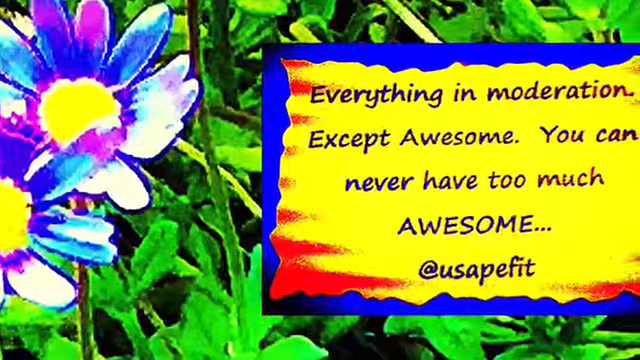 Everything in moderation.
Except Awesome. You can
never have too much
AWESOME...
@usapefit